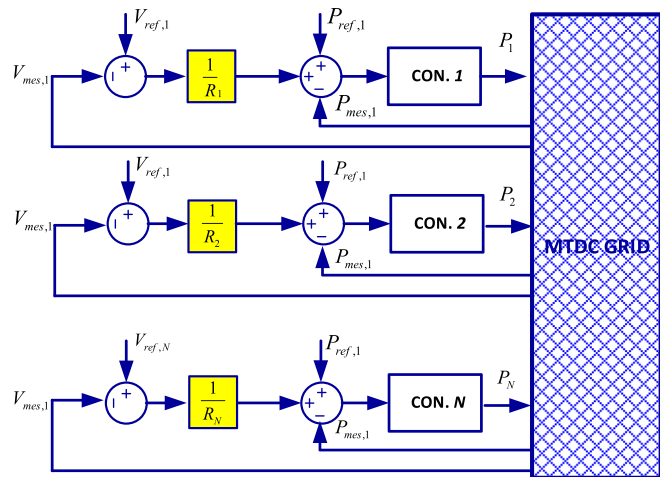 V_{ref,1}
P_{ref,1}
V_{mes,1}
1/R_1
CON. 1
P_1
P_{mes,1}
V_{ref,1}
P_{ref,1}
V_{mes,1}
1/R_2
CON. 2
P_2
P_{mes,1}
MTDC GRID
V_{ref,N}
P_{ref,1}
V_{mes,1}
1/R_N
CON. N
P_N
P_{mes,1}